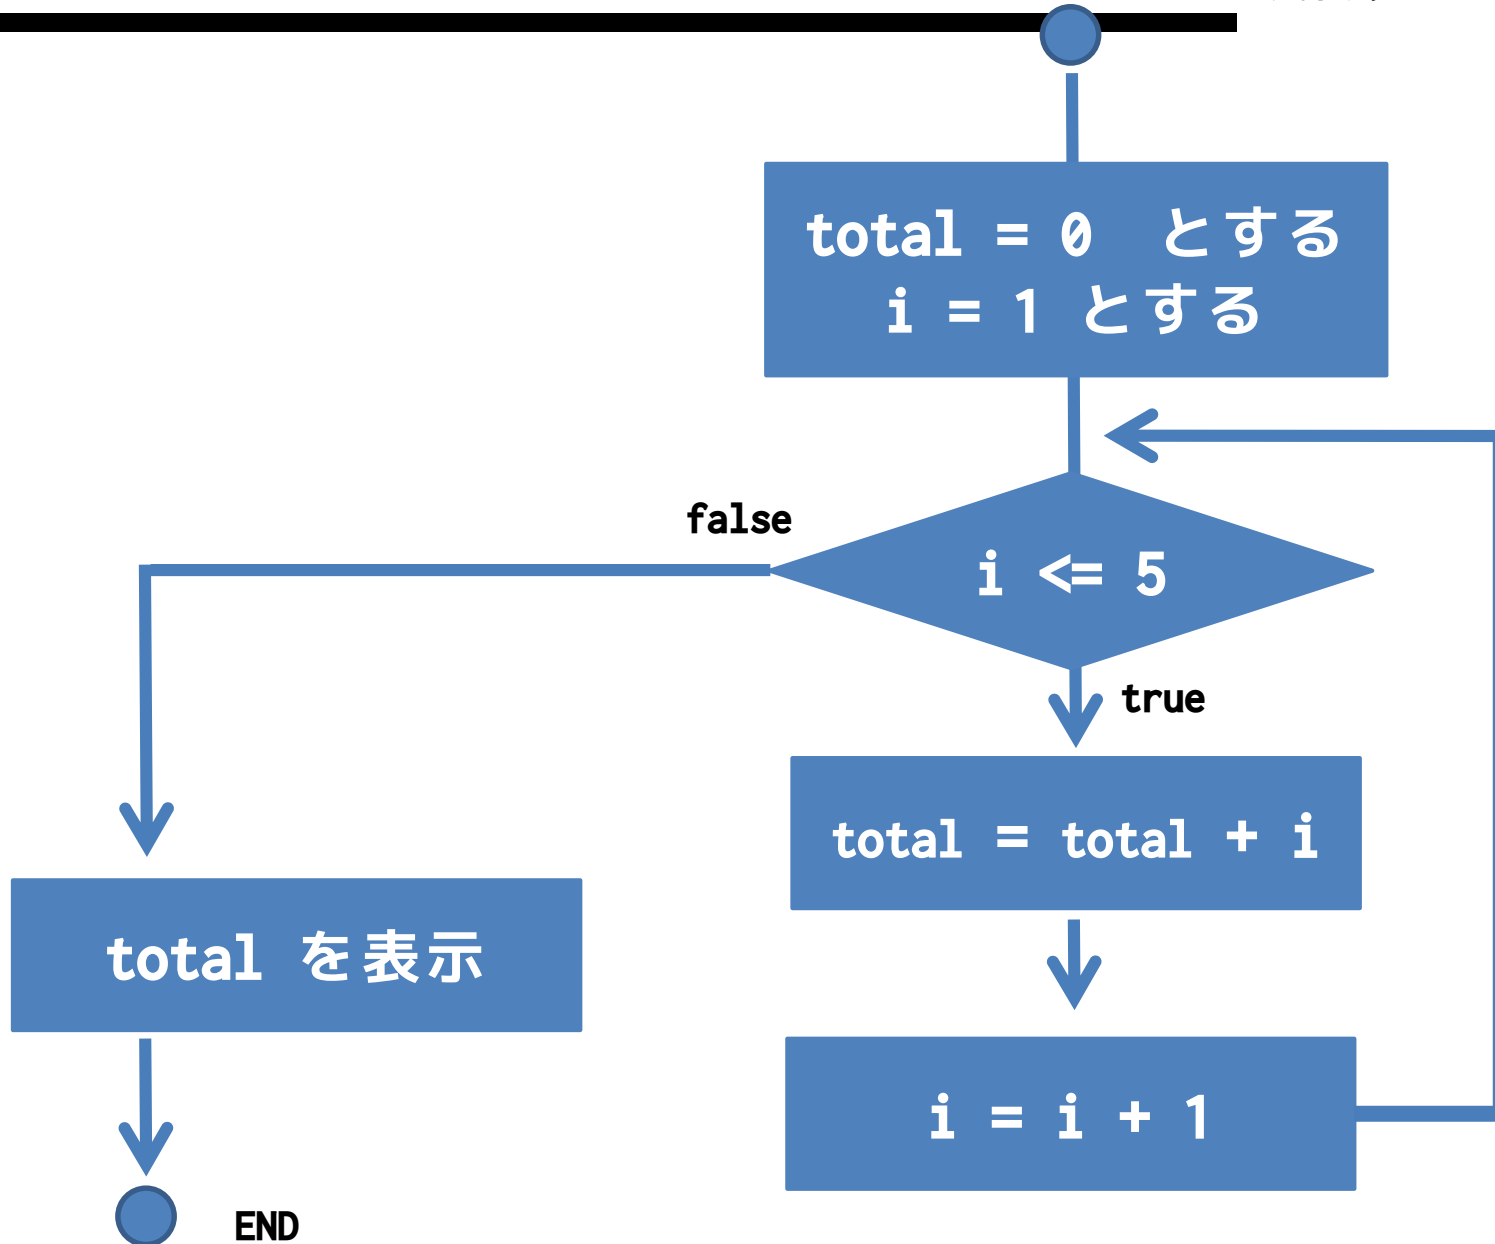 total = 0 とする
i = 1 とする
false
i <= 5
true
total = total + i
total を表示
i = i + 1
END